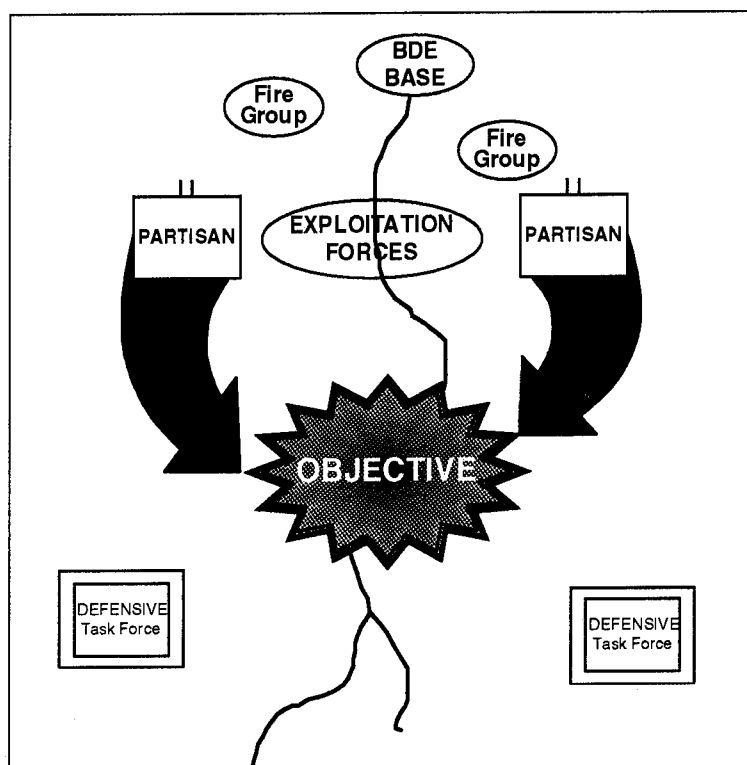 BDE
BASE
Fire
Group
Fire
Group
PARTISAN
EXPLOITATION
FORCES
PARTISAN
OBJECTIVE
DEFENSIVE
Task Force
DEFENSIVE
Task Force